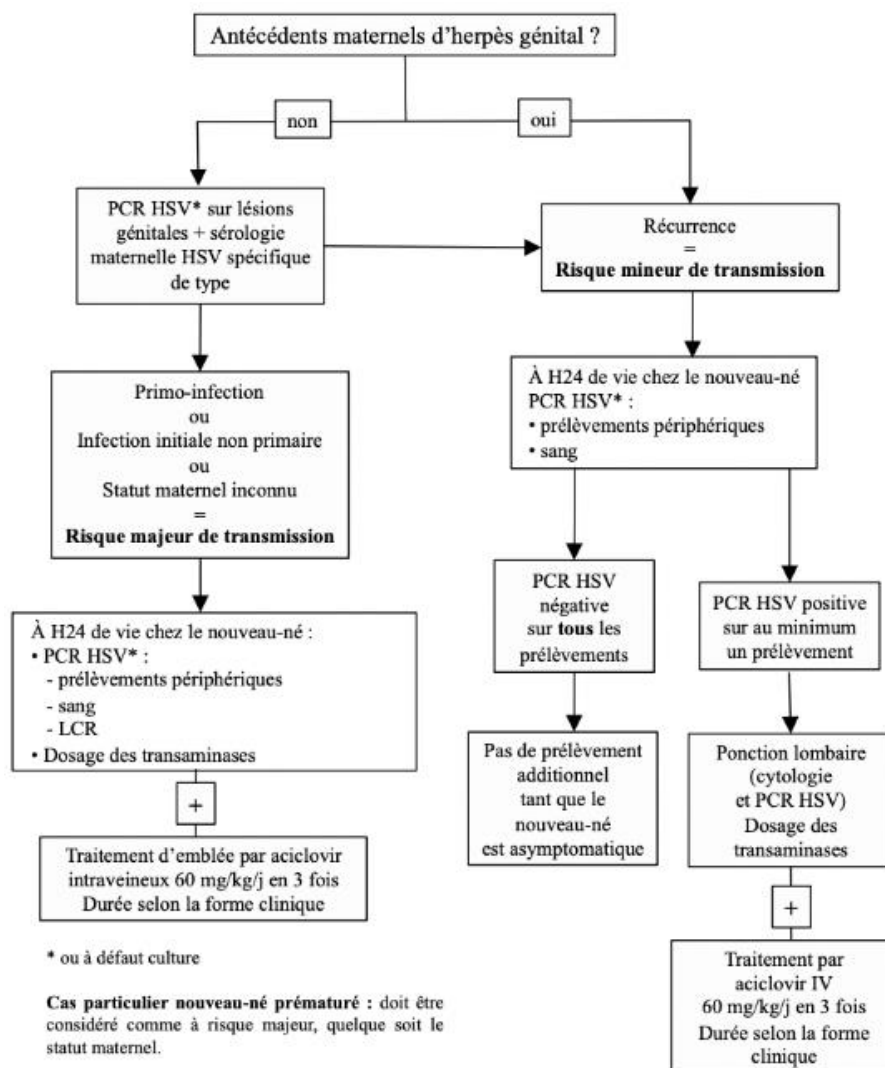 Antécédents maternels d'herpès génital ?
non
oui
PCR HSV* sur lésions
génitales + sérologie
maternelle HSV spécifique
de type
Récurrence
=
Risque mineur de transmission
Primo-infection
ou
Infection initiale non primaire
ou
Statut maternel inconnu
=
Risque majeur de transmission
À H24 de vie chez le nouveau-né
PCR HSV* :
• prélèvements périphériques
• sang
À H24 de vie chez le nouveau-né :
• PCR HSV* :
- prélèvements périphériques
- sang
- LCR
• Dosage des transaminases
+
Traitement d'emblée par aciclovir
intraveineux 60 mg/kg/j en 3 fois
Durée selon la forme clinique
PCR HSV
négative
sur tous les
prélèvements
PCR HSV positive
sur au minimum
un prélèvement
Pas de prélèvement
additionnel
tant que le
nouveau-né
est asymptomatique
Ponction lombaire
(cytologie
et PCR HSV)
Dosage des
transaminases
+
Traitement par
aciclovir IV
60 mg/kg/j en 3 fois
Durée selon la forme
clinique
* ou à défaut culture
Cas particulier nouveau-né prématuré : doit être
considéré comme à risque majeur, quelque soit le
statut maternel.